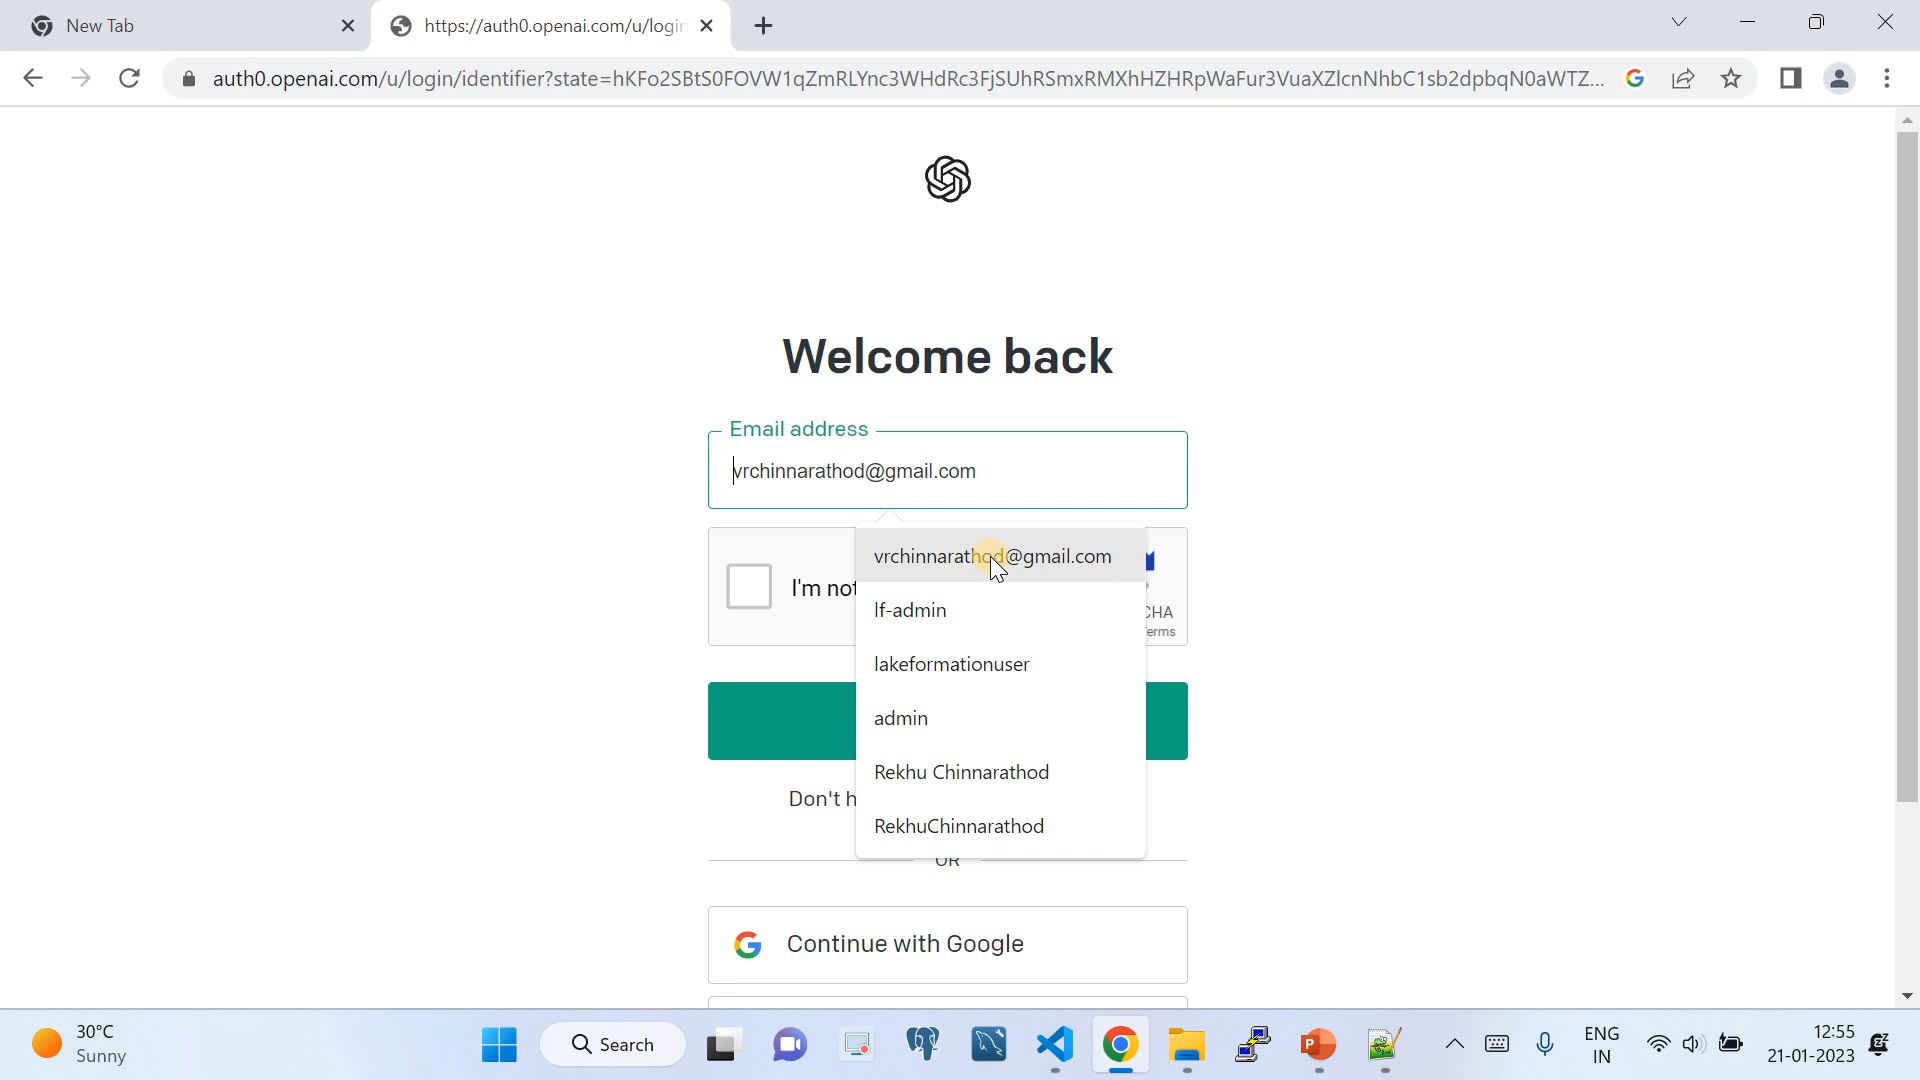 New Tab
https://auth0.openai.com/u/login
auth0.openai.com/u/login/identifier?state=hKFo2SBtS0FOVW1qZmRLYnc3WHdRc3FjSUhRSmxRMXhHZHRpWaFur3VuaXZlcnNhbC1sb2dpbqN0aWTZ...
Welcome back
Email address
vrchinnarathod@gmail.com
vrchinnarathod@gmail.com
I'm not
CHA
Terms
lf-admin
lakeformationuser
admin
Don't h
Rekhu Chinnarathod
RekhuChinnarathod
OR
Continue with Google
30°C
Sunny
Search
ENG
IN
12:55
21-01-2023